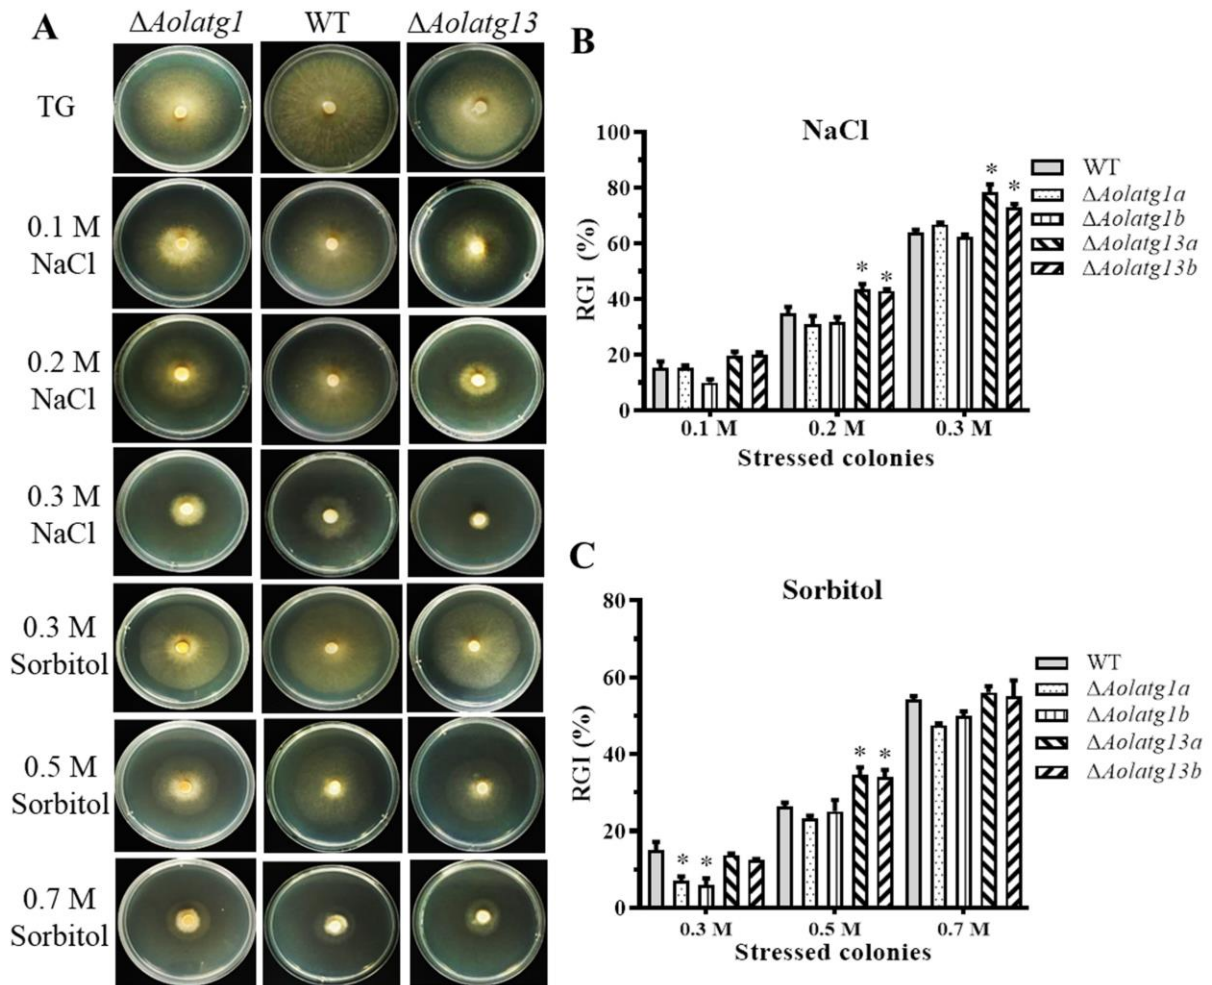 A
ΔAolatg1 WT ΔAolatg13
TG
0.1 M
NaCl
0.2 M
NaCl
0.3 M
NaCl
0.3 M
Sorbitol
0.5 M
Sorbitol
0.7 M
Sorbitol
B
NaCl
RGI (%)
100
80
60
40
20
0
* *
* *
0.1 M 0.2 M 0.3 M
Stressed colonies
WT
ΔAolatg1a
ΔAolatg1b
ΔAolatg13a
ΔAolatg13b
C
Sorbitol
RGI (%)
80
60
40
20
0
* *
* *
0.3 M 0.5 M 0.7 M
Stressed colonies
WT
ΔAolatg1a
ΔAolatg1b
ΔAolatg13a
ΔAolatg13b